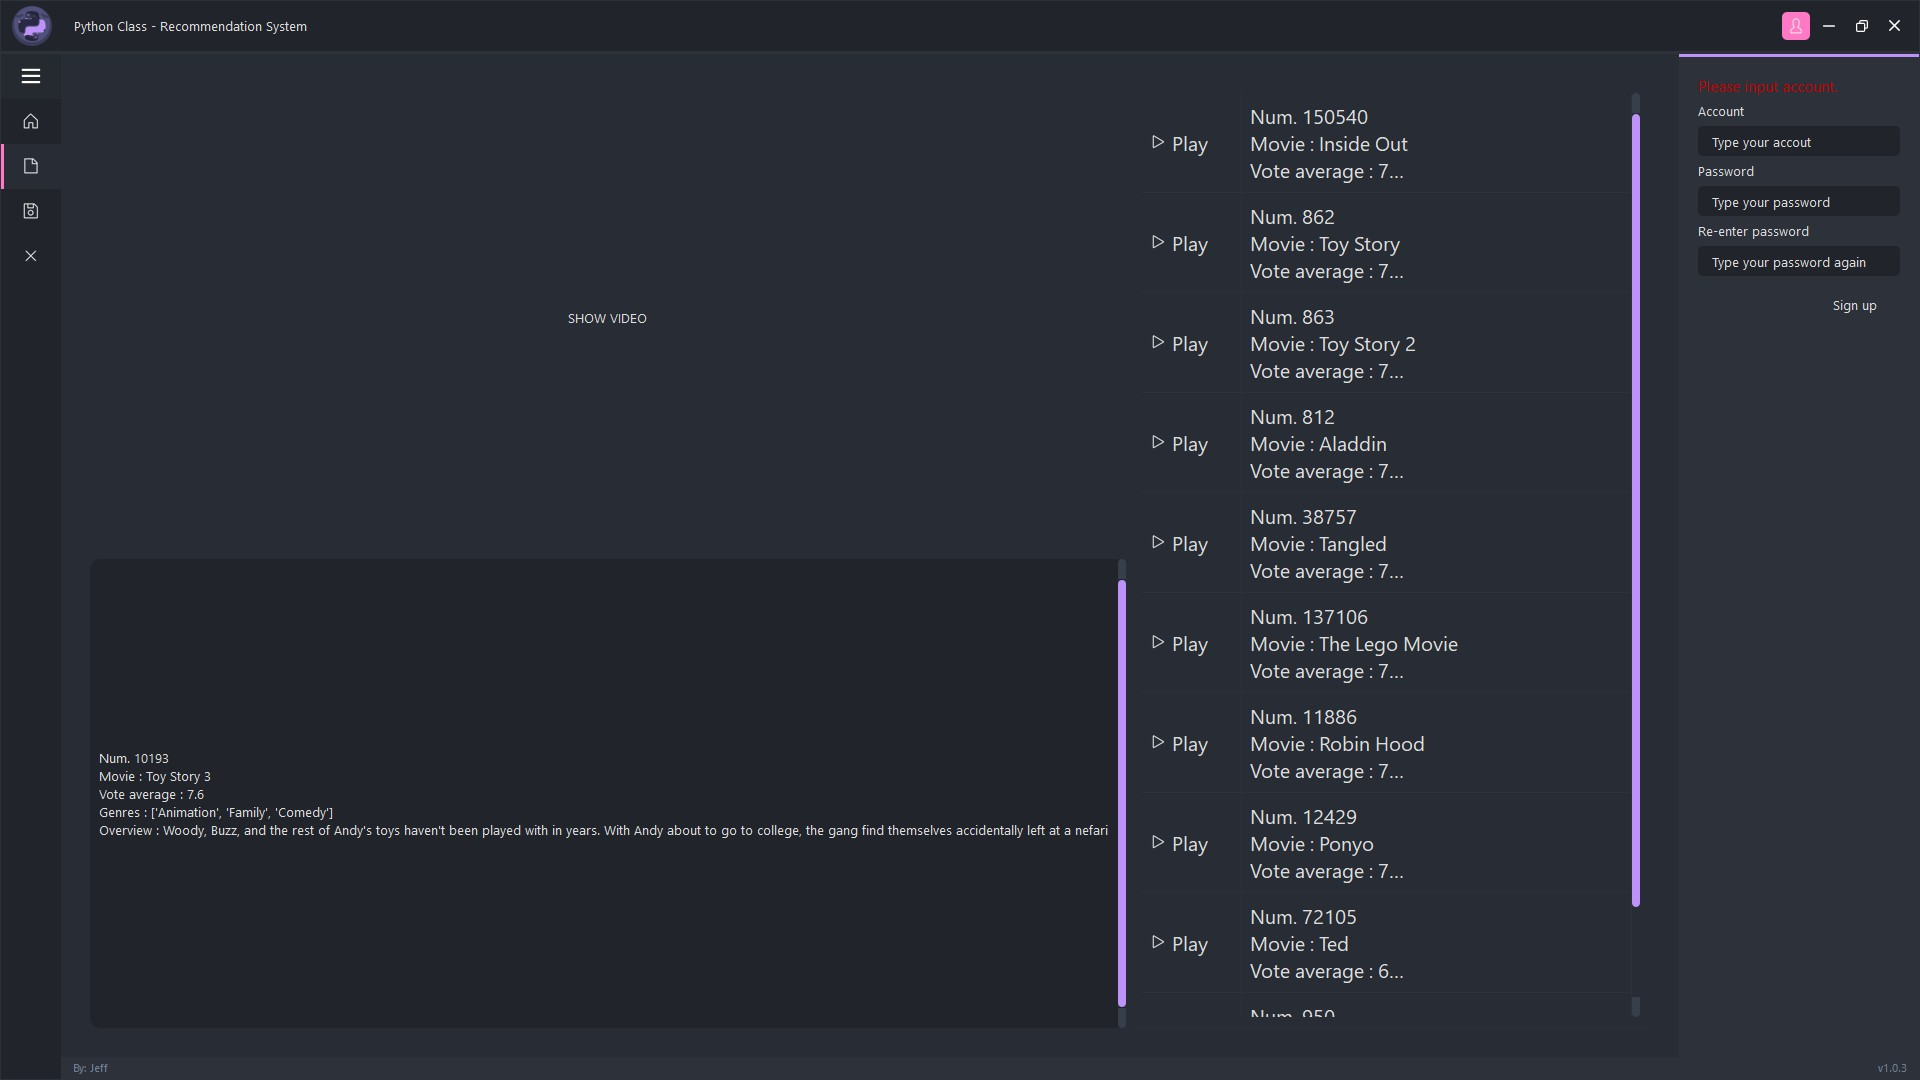 Python Class - Recommendation System
SHOW VIDEO
Num. 10193
Movie : Toy Story 3
Vote average : 7.6
Genres : ['Animation', 'Family', 'Comedy']
Overview : Woody, Buzz, and the rest of Andy's toys haven't been played with in years. With Andy about to go to college, the gang find themselves accidentally left at a nefari
Play
Num. 150540
Movie : Inside Out
Vote average : 7...
Play
Num. 862
Movie : Toy Story
Vote average : 7...
Play
Num. 863
Movie : Toy Story 2
Vote average : 7...
Play
Num. 812
Movie : Aladdin
Vote average : 7...
Play
Num. 38757
Movie : Tangled
Vote average : 7...
Play
Num. 137106
Movie : The Lego Movie
Vote average : 7...
Play
Num. 11886
Movie : Robin Hood
Vote average : 7...
Play
Num. 12429
Movie : Ponyo
Vote average : 7...
Play
Num. 72105
Movie : Ted
Vote average : 6...
Num. 950
Please input account.
Account
Type your accout
Password
Type your password
Re-enter password
Type your password again
Sign up
By: Jeff
v1.0.3